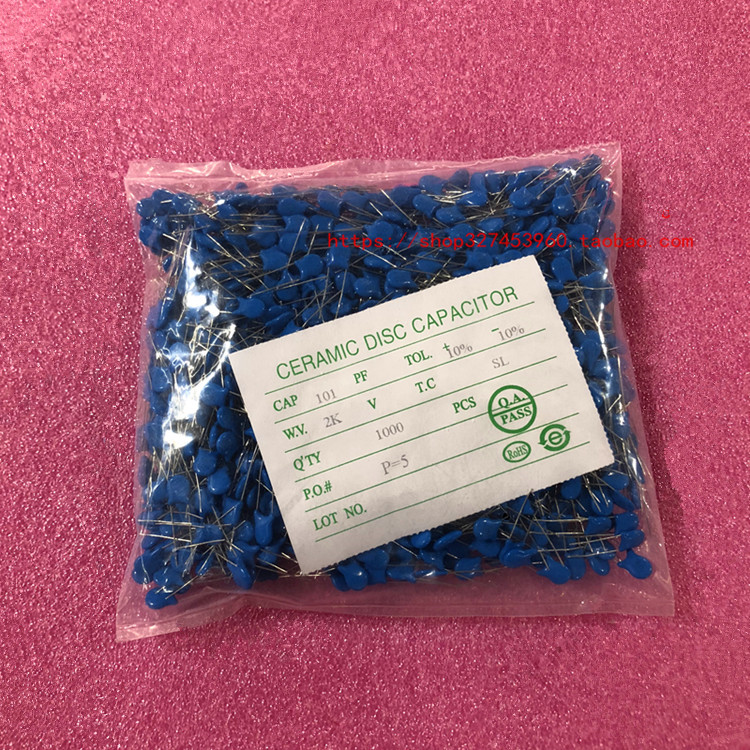 https://shop327453960.taobao.com
CERAMIC DISC CAPACITOR
CAP 101 PF TOL. + 10% - 10%
W.V. 2K V T.C SL
Q'TY 1000 PCS
P.O.# P=5
LOT NO.
Q.A.
PASS
RoHS
e